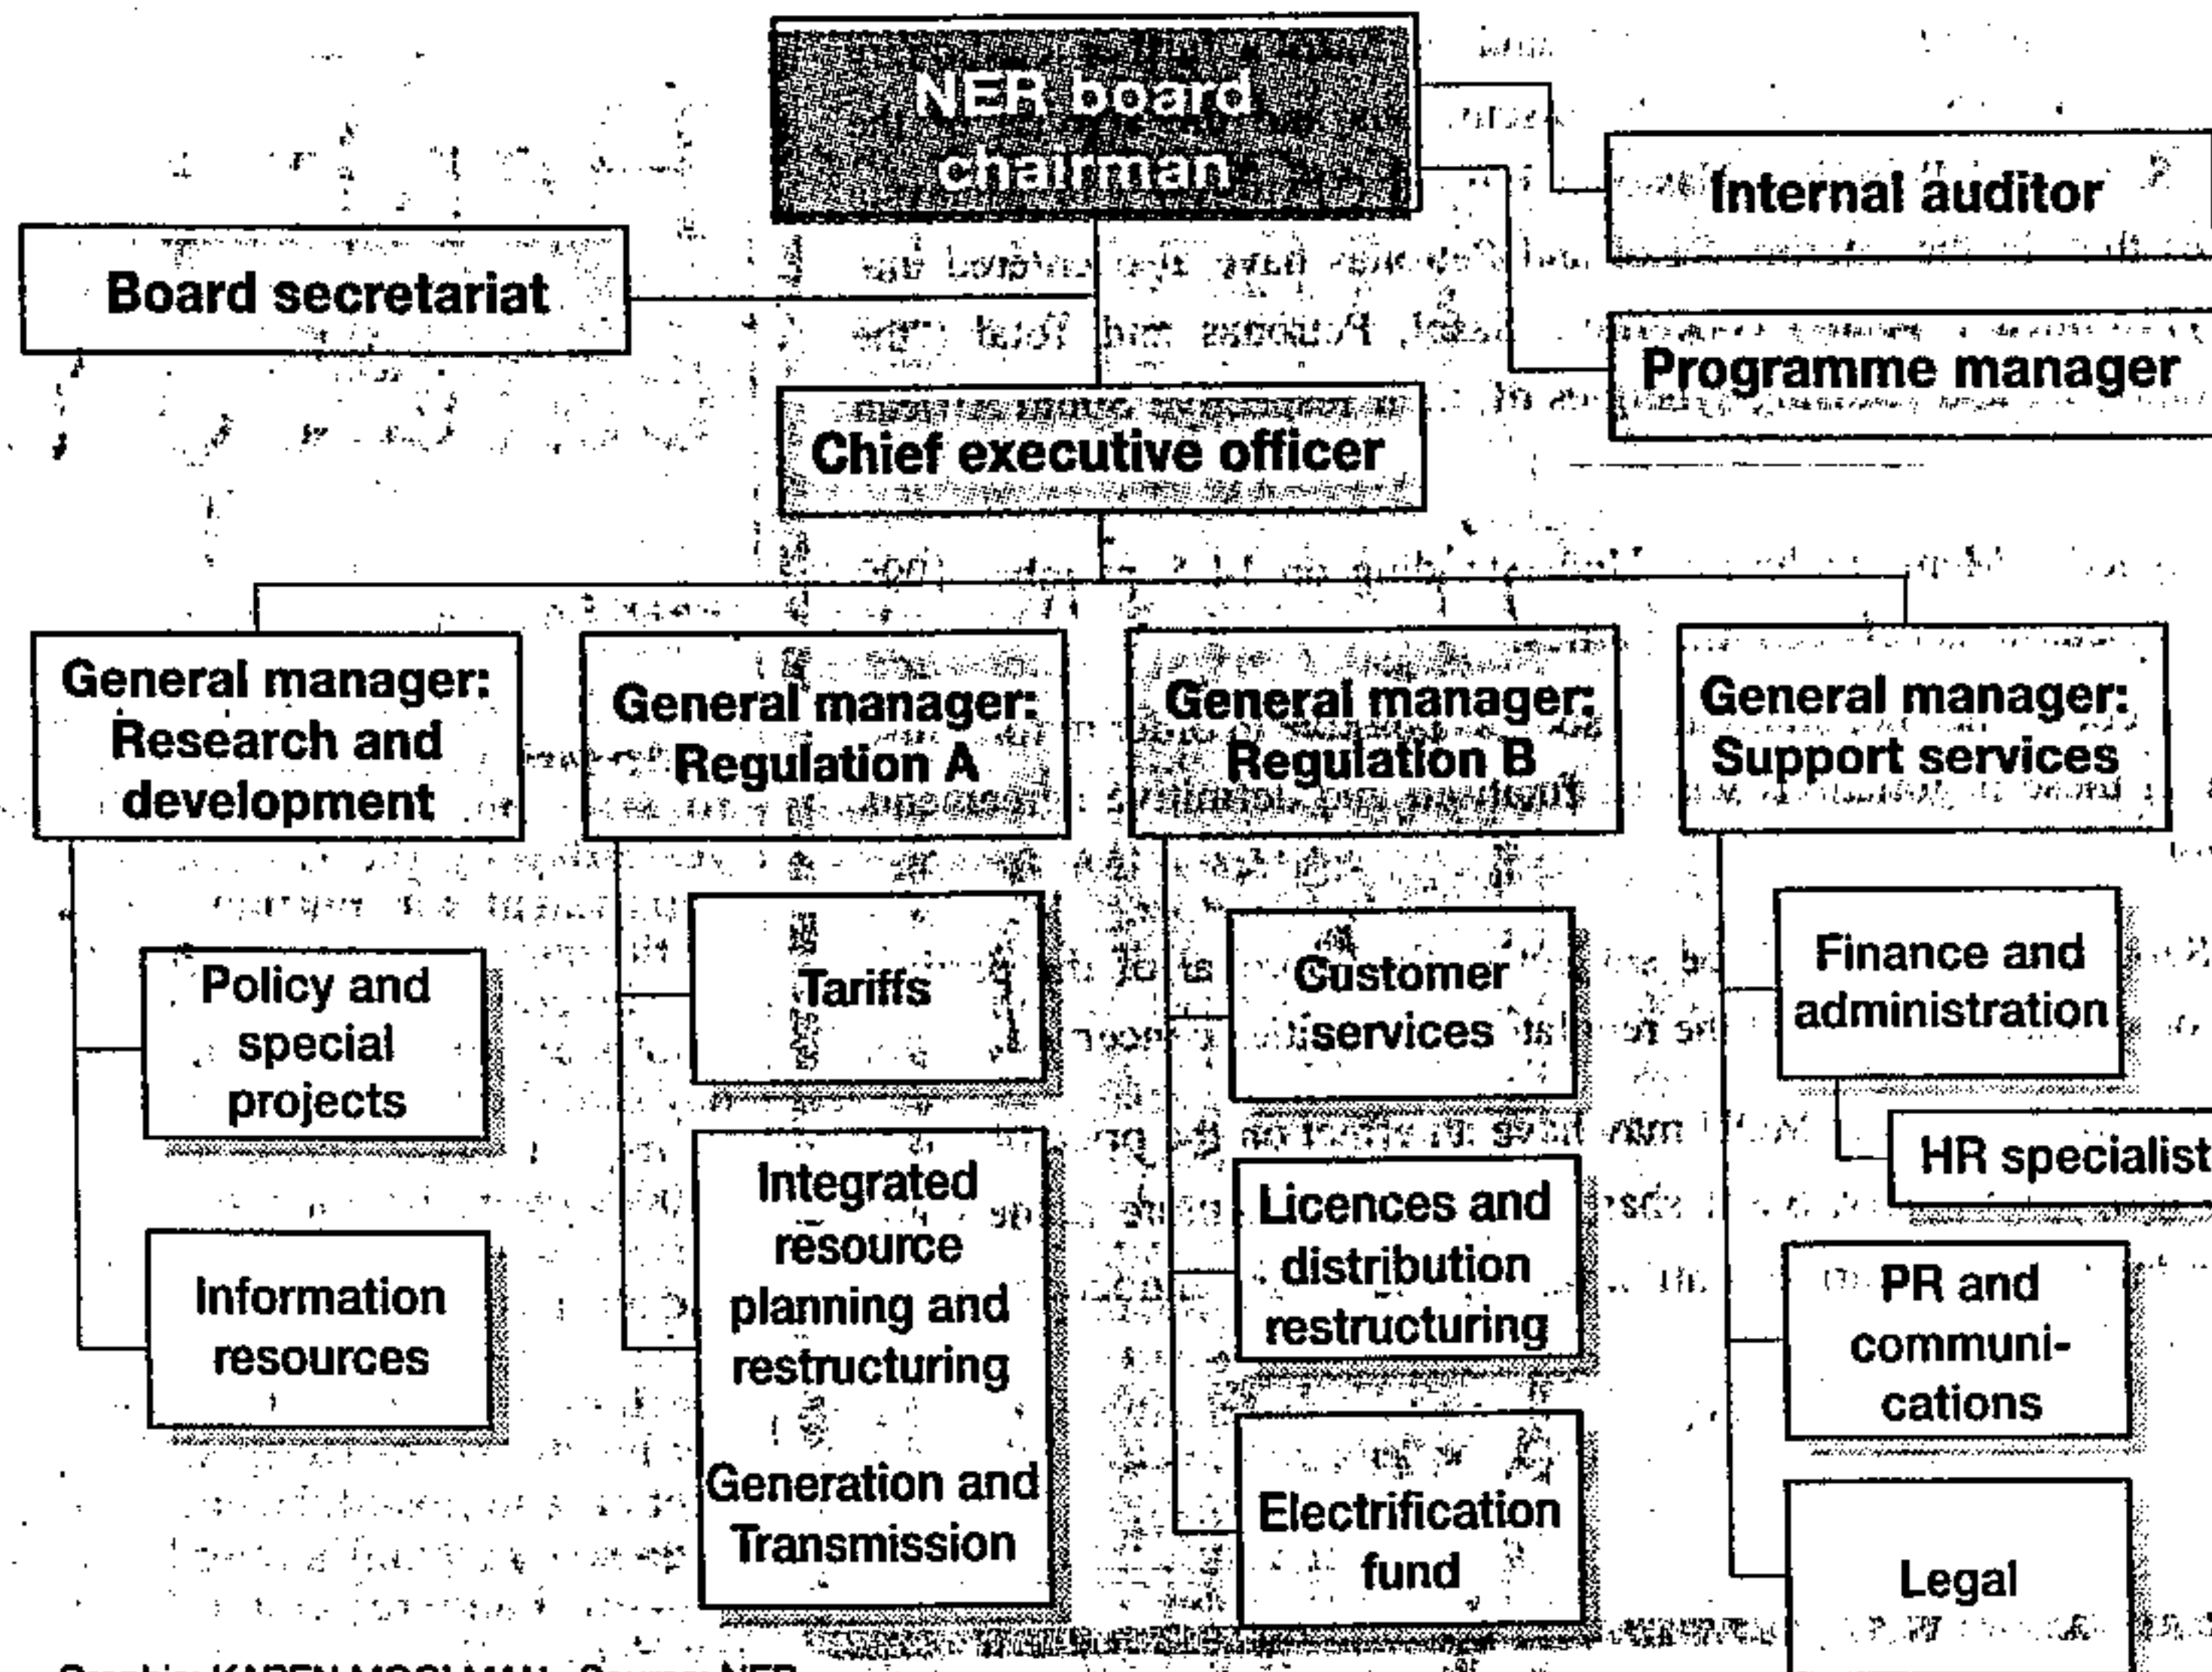 NER board
chairman
Internal auditor
Board secretariat
Programme manager
Chief executive officer
General manager:
Research and
development
General manager:
Regulation A
General manager:
Regulation B
General manager:
Support services
Policy and
special
projects
Information
resources
Tariffs
Integrated
resource
planning and
restructuring
Generation and
Transmission
Customer
services
Licences and
distribution
restructuring
Electrification
fund
Finance and
administration
HR specialist
PR and
communi-
cations
Legal